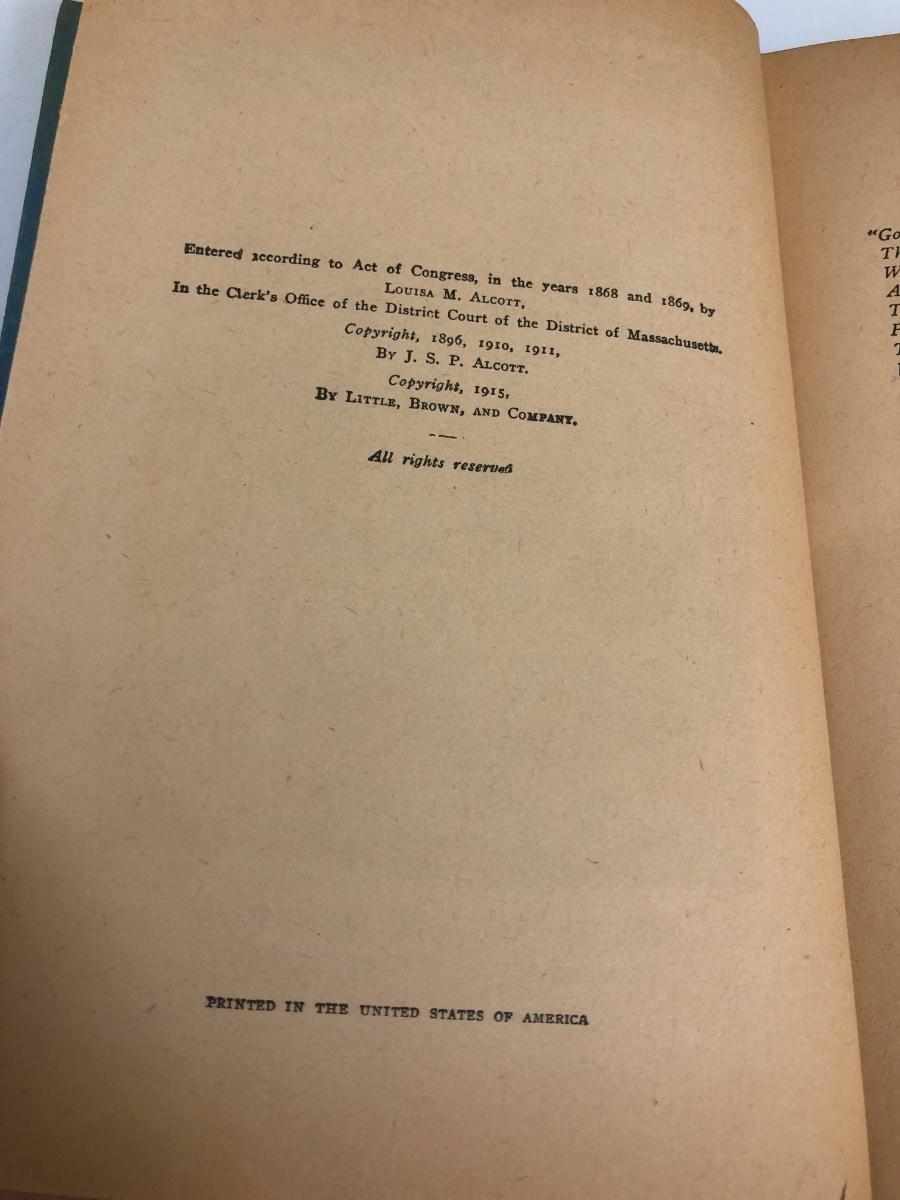 Entered according to Act of Congress, in the years 1868 and 1869, by
LOUISA M. ALCOTT,
In the Clerk's Office of the District Court of the District of Massachusetts.
Copyright, 1896, 1910, 1911,
BY J. S. P. ALCOTT.
Copyright, 1915,
BY LITTLE, BROWN, AND COMPANY.
All rights reserved
PRINTED IN THE UNITED STATES OF AMERICA